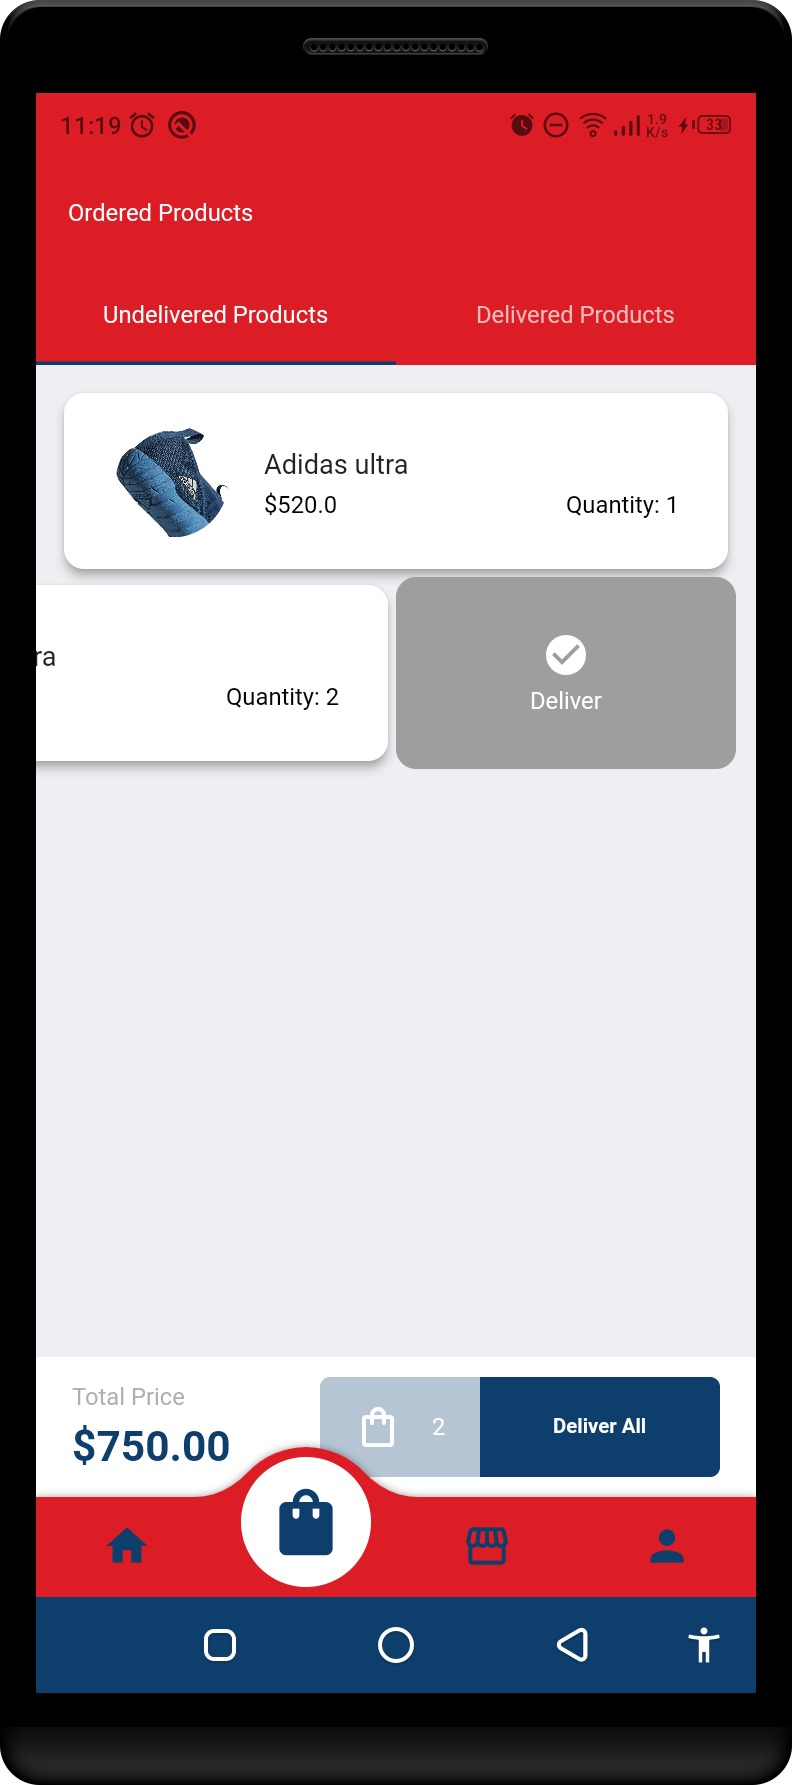 11:19
1.9
K/s
33
Ordered Products
Undelivered Products
Delivered Products
Adidas ultra
$520.0
Quantity: 1
ra
Quantity: 2
Deliver
Total Price
$750.00
2
Deliver All